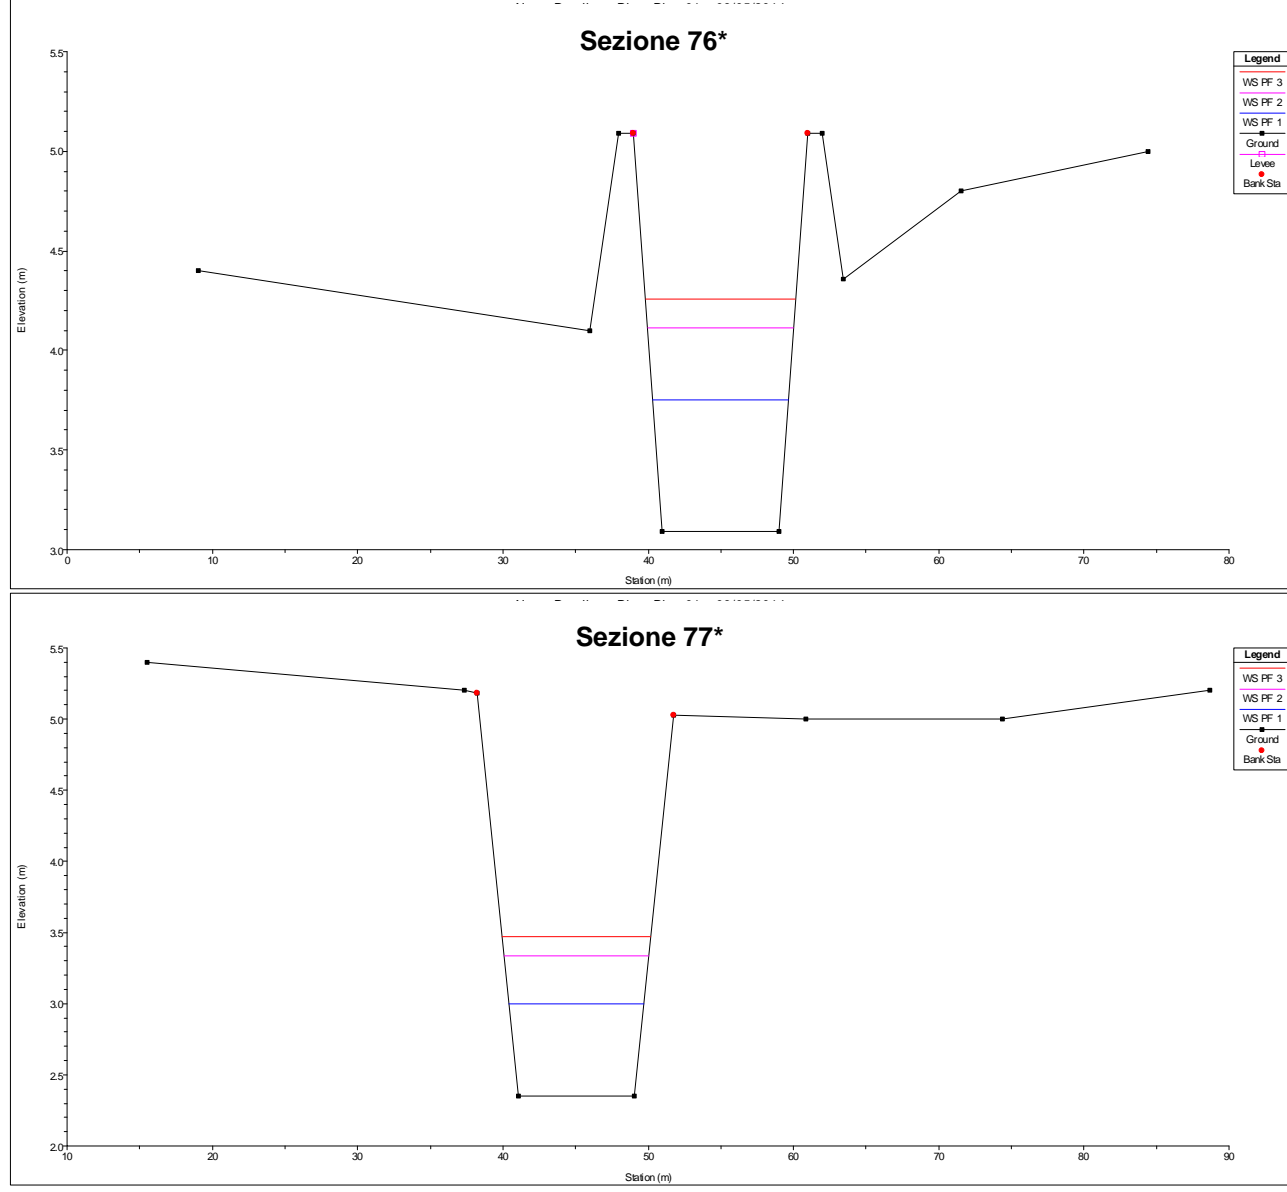 Sezione 76*
Legend
WS PF 3
WS PF 2
WS PF 1
Ground
Levee
Bank Sta
Elevation (m)
5.5
5.0
4.5
4.0
3.5
3.0
0 10 20 30 40 50 60 70 80
Station (m)
Sezione 77*
Legend
WS PF 3
WS PF 2
WS PF 1
Ground
Bank Sta
Elevation (m)
5.5
5.0
4.5
4.0
3.5
3.0
2.5
2.0
10 20 30 40 50 60 70 80 90
Station (m)